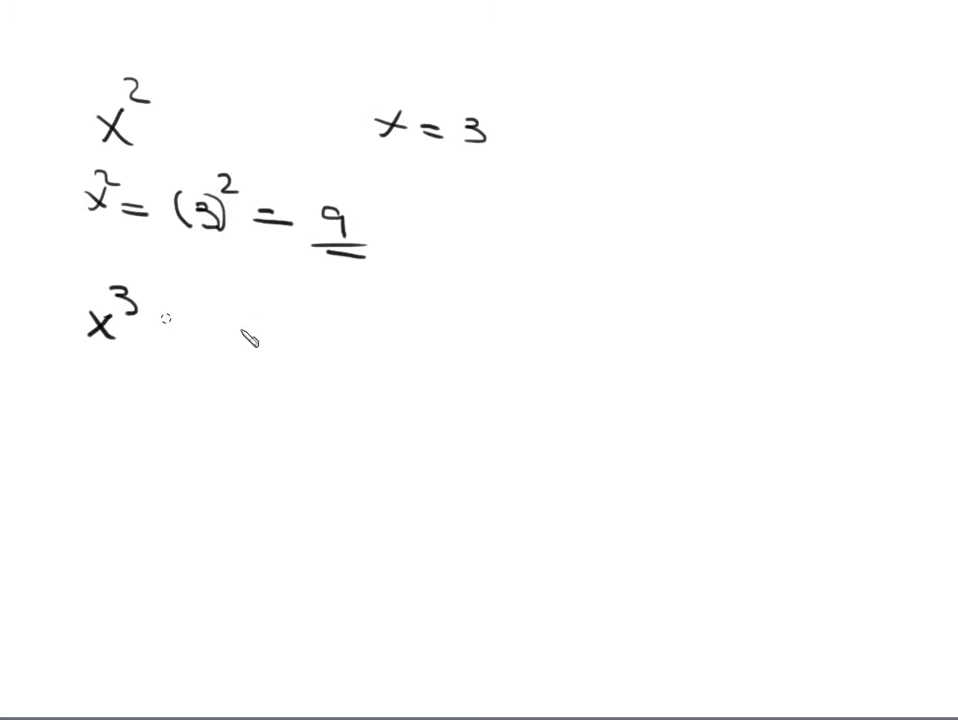 x² x = 3
x² = (3)² = 9
x³